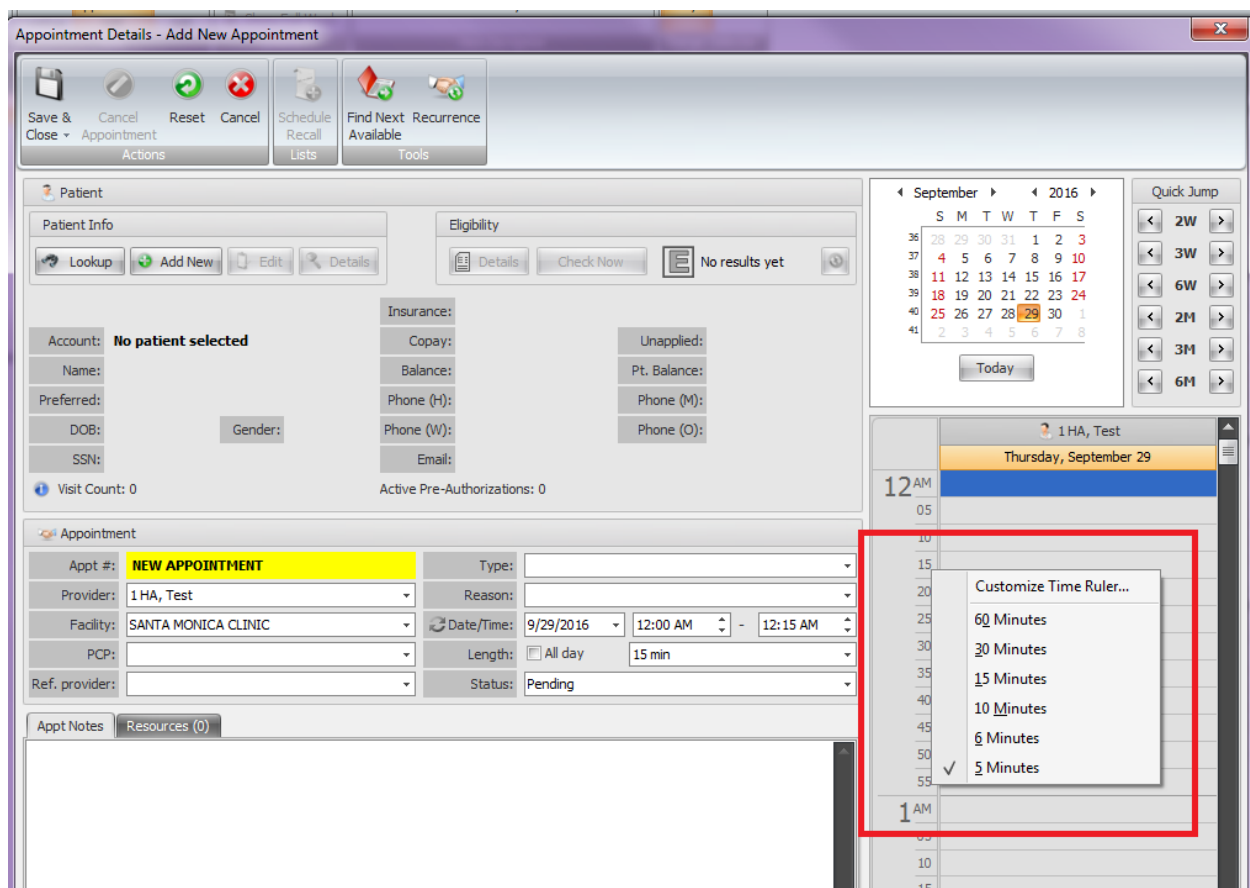 Appointment Details - Add New Appointment
x
Save & Close
Cancel Appointment
Reset
Cancel
Actions
Schedule Recall
Lists
Find Next Available
Recurrence
Tools
Patient
Patient Info
Lookup
Add New
Edit
Details
Eligibility
Details
Check Now
E
No results yet
Insurance:
Account: No patient selected
Copay:
Unapplied:
Name:
Balance:
Pt. Balance:
Preferred:
Phone (H):
Phone (M):
DOB:
Gender:
Phone (W):
Phone (O):
SSN:
Email:
Visit Count: 0
Active Pre-Authorizations: 0
September 2016
S M T W T F S
36 28 29 30 31 1 2 3
37 4 5 6 7 8 9 10
38 11 12 13 14 15 16 17
39 18 19 20 21 22 23 24
40 25 26 27 28 29 30 1
41 2 3 4 5 6 7 8
Today
Quick Jump
< 2W >
< 3W >
< 6W >
< 2M >
< 3M >
< 6M >
Appointment
Appt #: NEW APPOINTMENT
Type:
Provider: 1 HA, Test
Reason:
Facility: SANTA MONICA CLINIC
Date/Time: 9/29/2016 12:00 AM - 12:15 AM
PCP:
Length: All day 15 min
Ref. provider:
Status: Pending
Appt Notes
Resources (0)
1 HA, Test
Thursday, September 29
12 AM
05
10
15
20
25
30
35
40
45
50
55
1 AM
05
10
15
Customize Time Ruler...
60 Minutes
30 Minutes
15 Minutes
10 Minutes
6 Minutes
5 Minutes